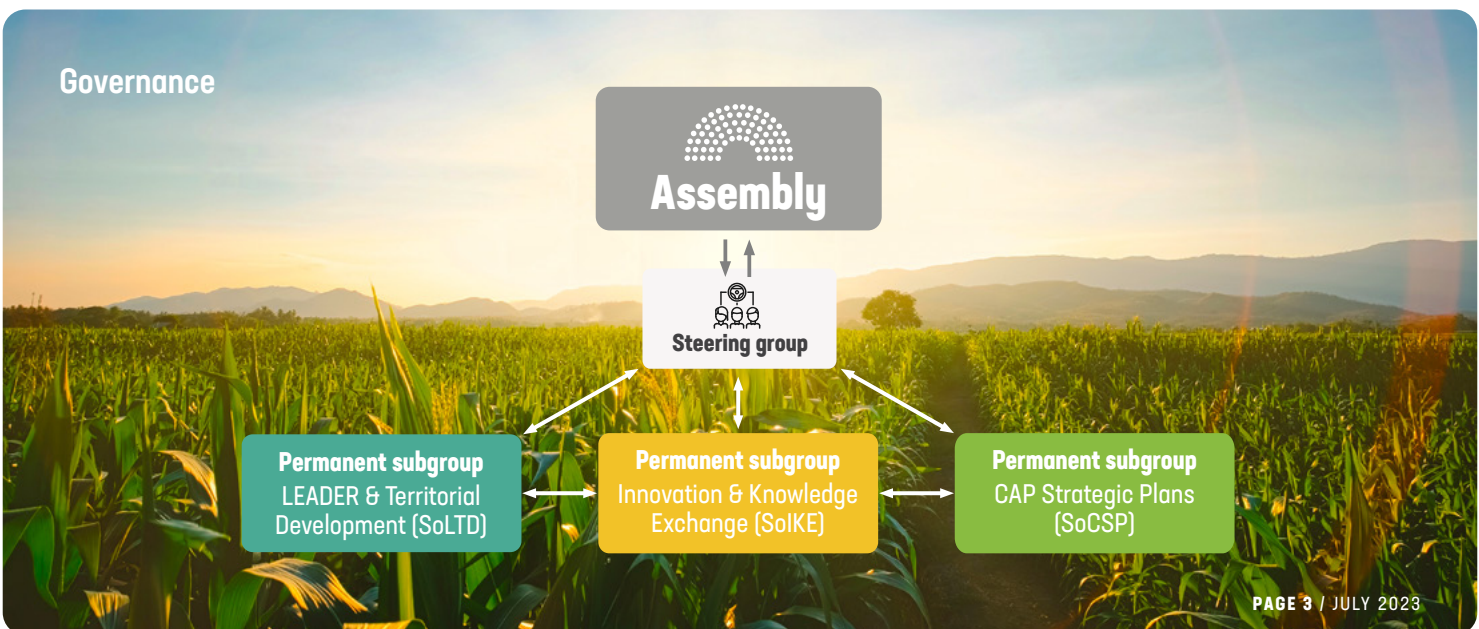 Governance
Assembly
Steering group
Permanent subgroup
LEADER & Territorial
Development (SoLTD)
Permanent subgroup
Innovation & Knowledge
Exchange (SoIKE)
Permanent subgroup
CAP Strategic Plans
(SoCSP)
PAGE 3 / JULY 2023